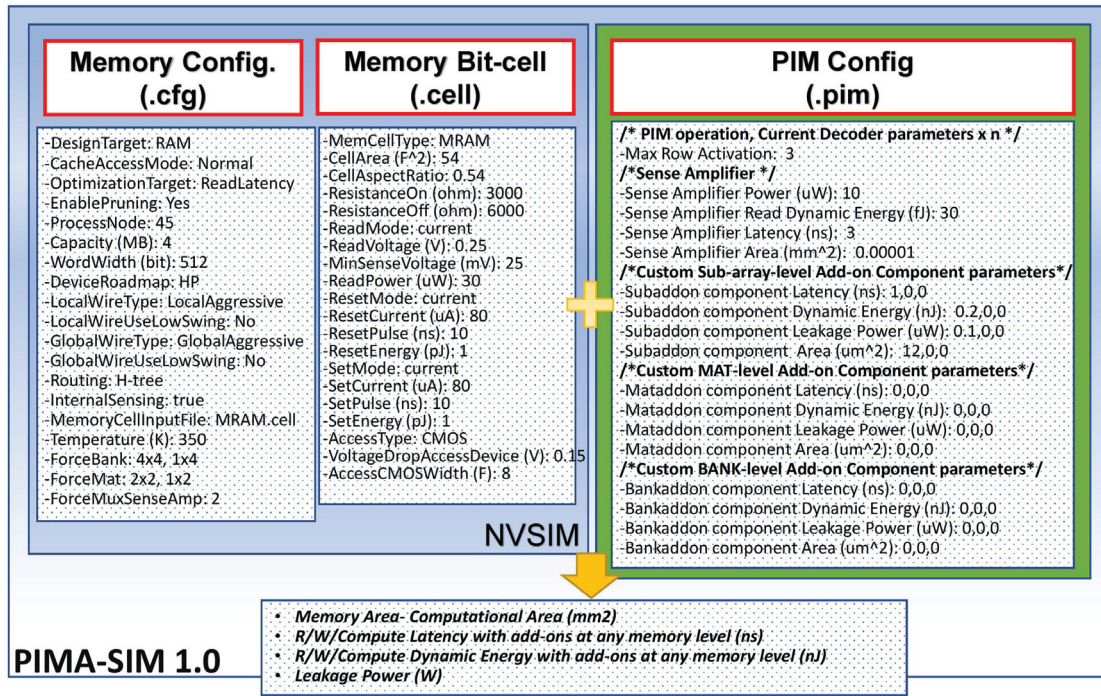 Memory Config.
(.cfg)
-DesignTarget: RAM
-CacheAccessMode: Normal
-OptimizationTarget: ReadLatency
-EnablePruning: Yes
-ProcessNode: 45
-Capacity (MB): 4
-WordWidth (bit): 512
-DeviceRoadmap: HP
-LocalWireType: LocalAggressive
-LocalWireUseLowSwing: No
-GlobalWireType: GlobalAggressive
-GlobalWireUseLowSwing: No
-Routing: H-tree
-InternalSensing: true
-MemoryCellInputFile: MRAM.cell
-Temperature (K): 350
-ForceBank: 4x4, 1x4
-ForceMat: 2x2, 1x2
-ForceMuxSenseAmp: 2
Memory Bit-cell
(.cell)
-MemCellType: MRAM
-CellArea (F^2): 54
-CellAspectRatio: 0.54
-ResistanceOn (ohm): 3000
-ResistanceOff (ohm): 6000
-ReadMode: current
-ReadVoltage (V): 0.25
-MinSenseVoltage (mV): 25
-ReadPower (uW): 30
-ResetMode: current
-ResetCurrent (uA): 80
-ResetPulse (ns): 10
-ResetEnergy (pJ): 1
-SetMode: current
-SetCurrent (uA): 80
-SetPulse (ns): 10
-SetEnergy (pJ): 1
-AccessType: CMOS
-VoltageDropAccessDevice (V): 0.15
-AccessCMOSWidth (F): 8
NVSIM
PIM Config
(.pim)
/* PIM operation, Current Decoder parameters x n */
-Max Row Activation: 3
/*Sense Amplifier */
-Sense Amplifier Power (uW): 10
-Sense Amplifier Read Dynamic Energy (fJ): 30
-Sense Amplifier Latency (ns): 3
-Sense Amplifier Area (mm^2): 0.00001
/*Custom Sub-array-level Add-on Component parameters*/
-Subaddon component Latency (ns): 1,0,0
-Subaddon component Dynamic Energy (nJ): 0.2,0,0
-Subaddon component Leakage Power (uW): 0.1,0,0
-Subaddon component Area (um^2): 12,0,0
/*Custom MAT-level Add-on Component parameters*/
-Mataddon component Latency (ns): 0,0,0
-Mataddon component Dynamic Energy (nJ): 0,0,0
-Mataddon component Leakage Power (uW): 0,0,0
-Mataddon component Area (um^2): 0,0,0
/*Custom BANK-level Add-on Component parameters*/
-Bankaddon component Latency (ns): 0,0,0
-Bankaddon component Dynamic Energy (nJ): 0,0,0
-Bankaddon component Leakage Power (uW): 0,0,0
-Bankaddon component Area (um^2): 0,0,0
PIMA-SIM 1.0
• Memory Area- Computational Area (mm2)
• R/W/Compute Latency with add-ons at any memory level (ns)
• R/W/Compute Dynamic Energy with add-ons at any memory level (nJ)
• Leakage Power (W)